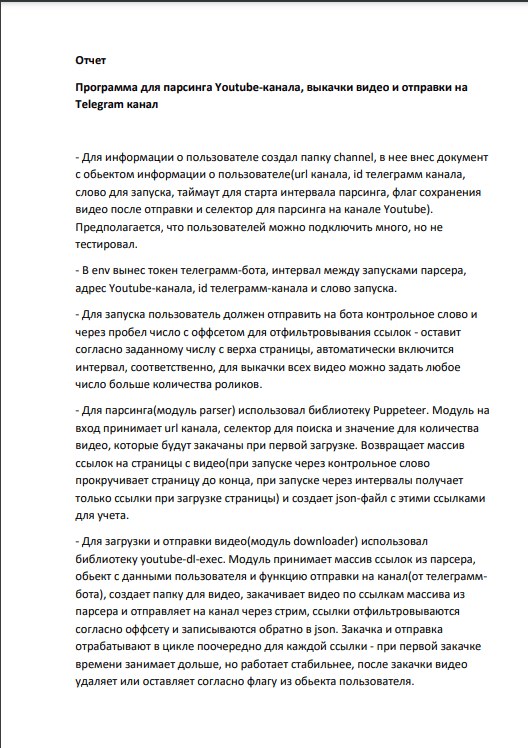 Отчет
Программа для парсинга Youtube-канала, выкачки видео и отправки на
Telegram канал
- Для информации о пользователе создал папку channel, в нее внес документ
с обьектом информации о пользователе(url канала, id телеграмм канала,
слово для запуска, таймаут для старта интервала парсинга, флаг сохранения
видео после отправки и селектор для парсинга на канале Youtube).
Предполагается, что пользователей можно подключить много, но не
тестировал.
- В env вынес токен телеграмм-бота, интервал между запусками парсера,
адрес Youtube-канала, id телеграмм-канала и слово запуска.
- Для запуска пользователь должен отправить на бота контрольное слово и
через пробел число с оффсетом для отфильтровывания ссылок - оставит
согласно заданному числу с верха страницы, автоматически включится
интервал, соответственно, для выкачки всех видео можно задать любое
число больше количества роликов.
- Для парсинга(модуль parser) использовал библиотеку Puppeteer. Модуль на
вход принимает url канала, селектор для поиска и значение для количества
видео, которые будут закачаны при первой загрузке. Возвращает массив
ссылок на страницы с видео(при запуске через контрольное слово
прокручивает страницу до конца, при запуске через интервалы получает
только ссылки при загрузке страницы) и создает json-файл с этими ссылками
для учета.
- Для загрузки и отправки видео(модуль downloader) использовал
библиотеку youtube-dl-exec. Модуль принимает массив ссылок из парсера,
обьект с данными пользователя и функцию отправки на канал(от телеграмм-
бота), создает папку для видео, закачивает видео по ссылкам массива из
парсера и отправляет на канал через стрим, ссылки отфильтровываются
согласно оффсету и записываются обратно в json. Закачка и отправка
отрабатывают в цикле поочередно для каждой ссылки - при первой закачке
времени занимает дольше, но работает стабильнее, после закачки видео
удаляет или оставляет согласно флагу из обьекта пользователя.